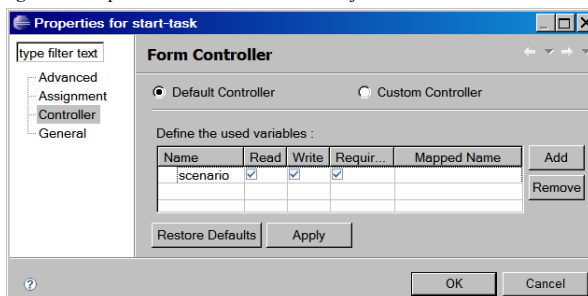 Properties for start-task
type filter text
Advanced
Assignment
Controller
General
Form Controller
Default Controller
Custom Controller
Define the used variables :
Name Read Write Requir... Mapped Name
scenario
Add
Remove
Restore Defaults Apply
OK Cancel